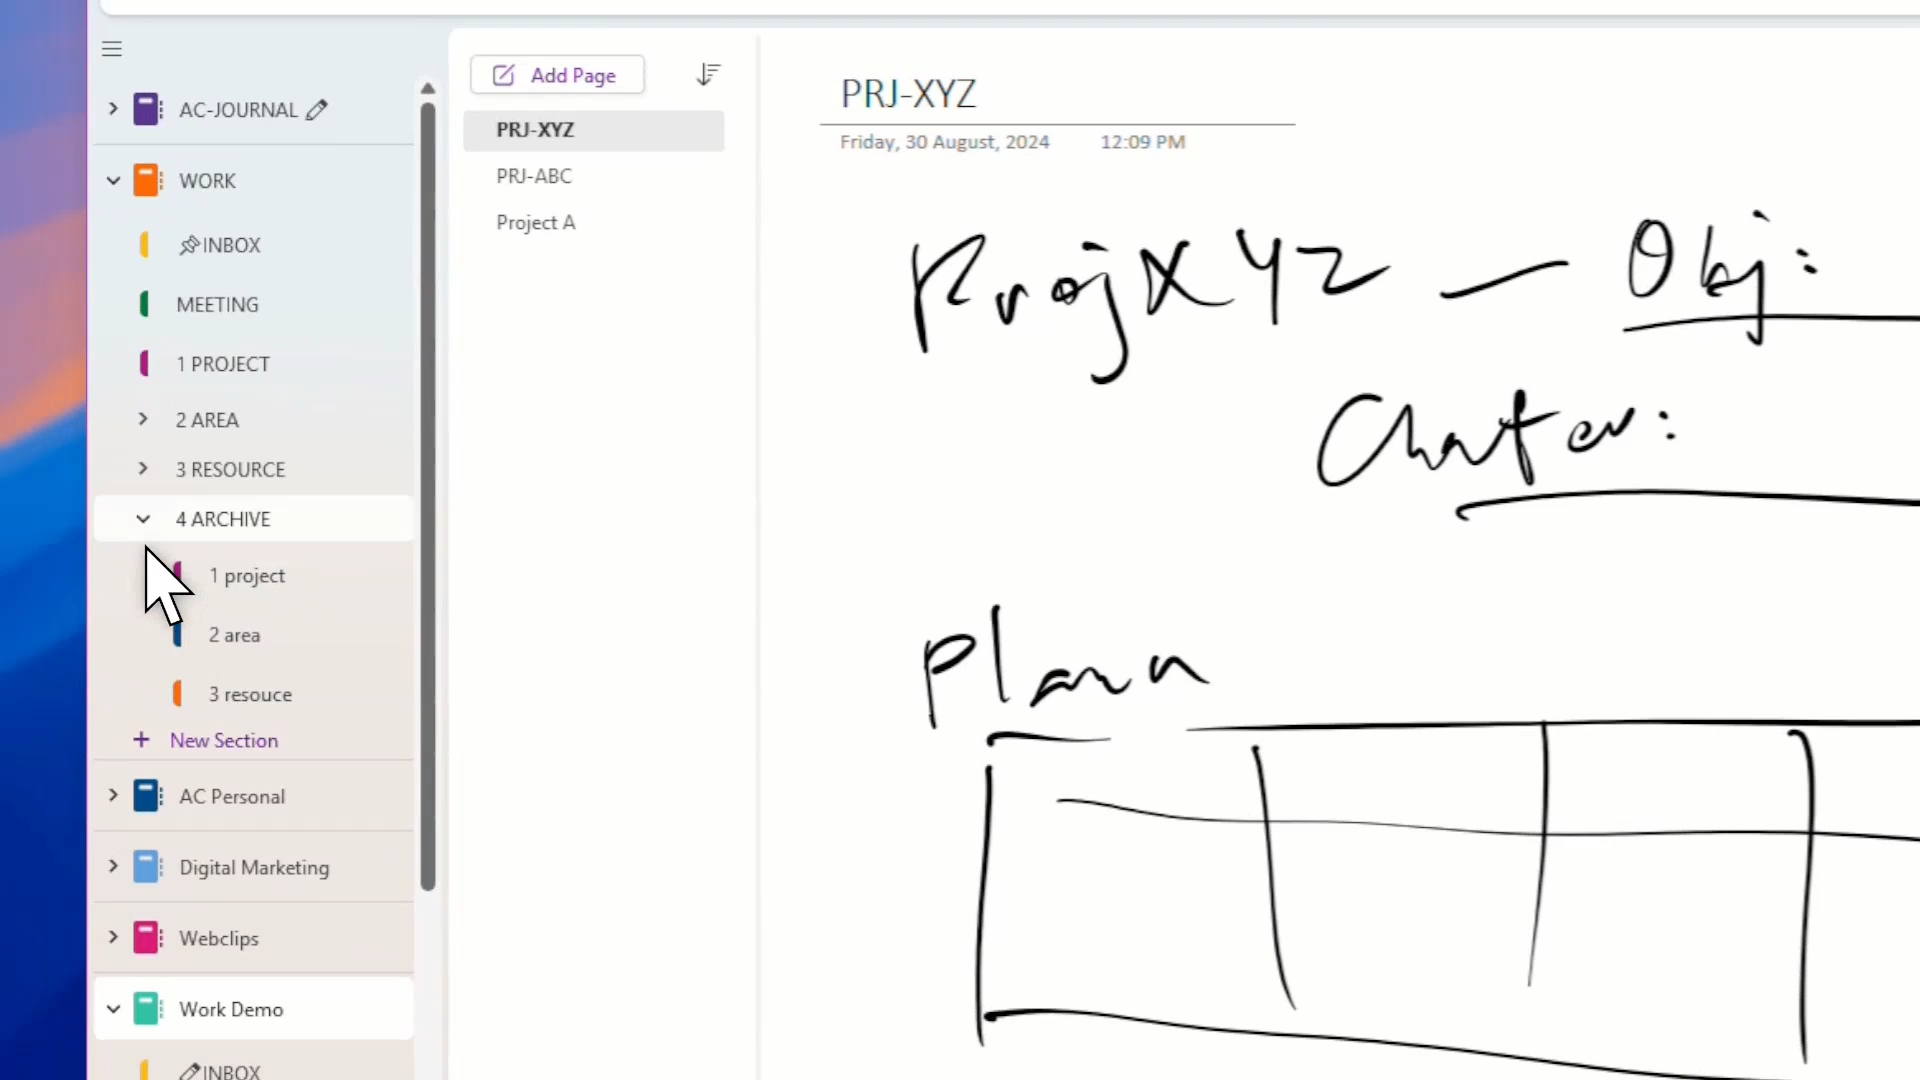 AC-JOURNAL
WORK
INBOX
MEETING
1 PROJECT
2 AREA
3 RESOURCE
4 ARCHIVE
1 project
2 area
3 resouce
New Section
AC Personal
Digital Marketing
Webclips
Work Demo
INBOX
Add Page
PRJ-XYZ
PRJ-ABC
Project A
PRJ-XYZ
Friday, 30 August, 2024 12:09 PM
Proj XYZ — Obj:
Charter:
Plan